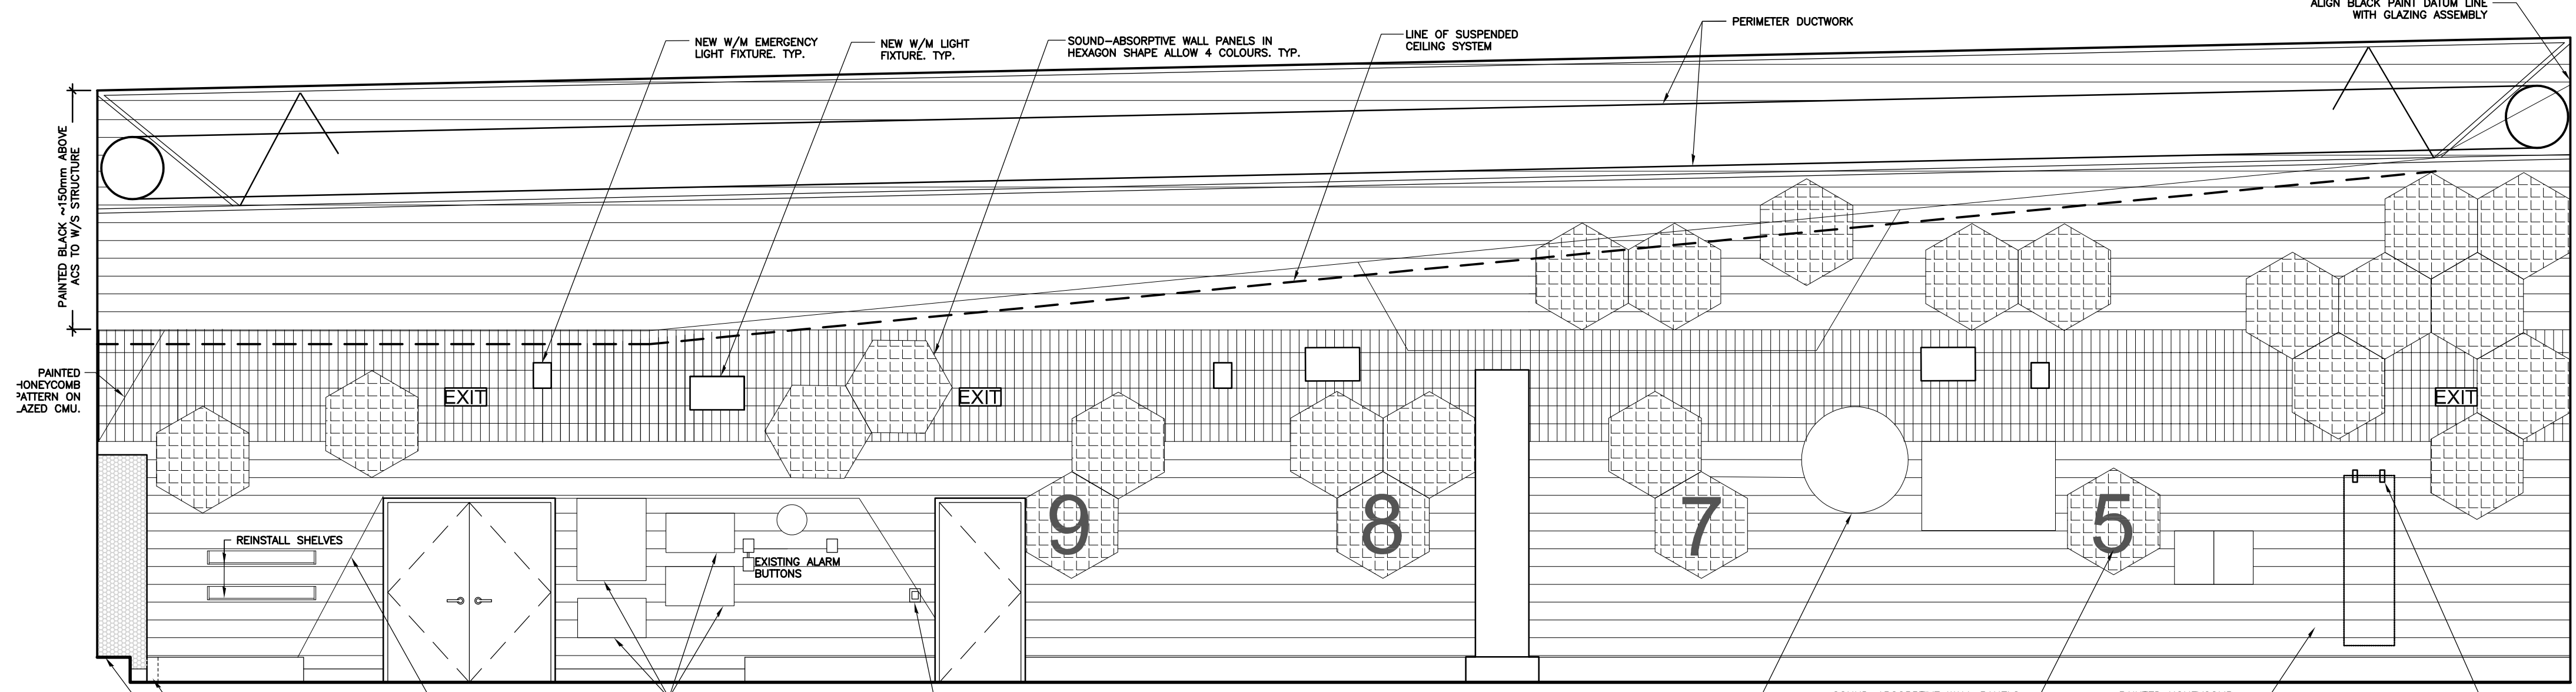 ALIGN BLACK PAINT DATUM LINE
WITH GLAZING ASSEMBLY
PERIMETER DUCTWORK
LINE OF SUSPENDED
CEILING SYSTEM
SOUND-ABSORPTIVE WALL PANELS IN
HEXAGON SHAPE ALLOW 4 COLOURS. TYP.
NEW W/M LIGHT
FIXTURE. TYP.
NEW W/M EMERGENCY
LIGHT FIXTURE. TYP.
PAINTED BLACK ~150mm ABOVE
ACS TO W/S STRUCTURE
PAINTED
HONEYCOMB
PATTERN ON
LAZED CMU.
EXIT
EXIT
EXIT
9
8
7
5
REINSTALL SHELVES
EXISTING ALARM
BUTTONS